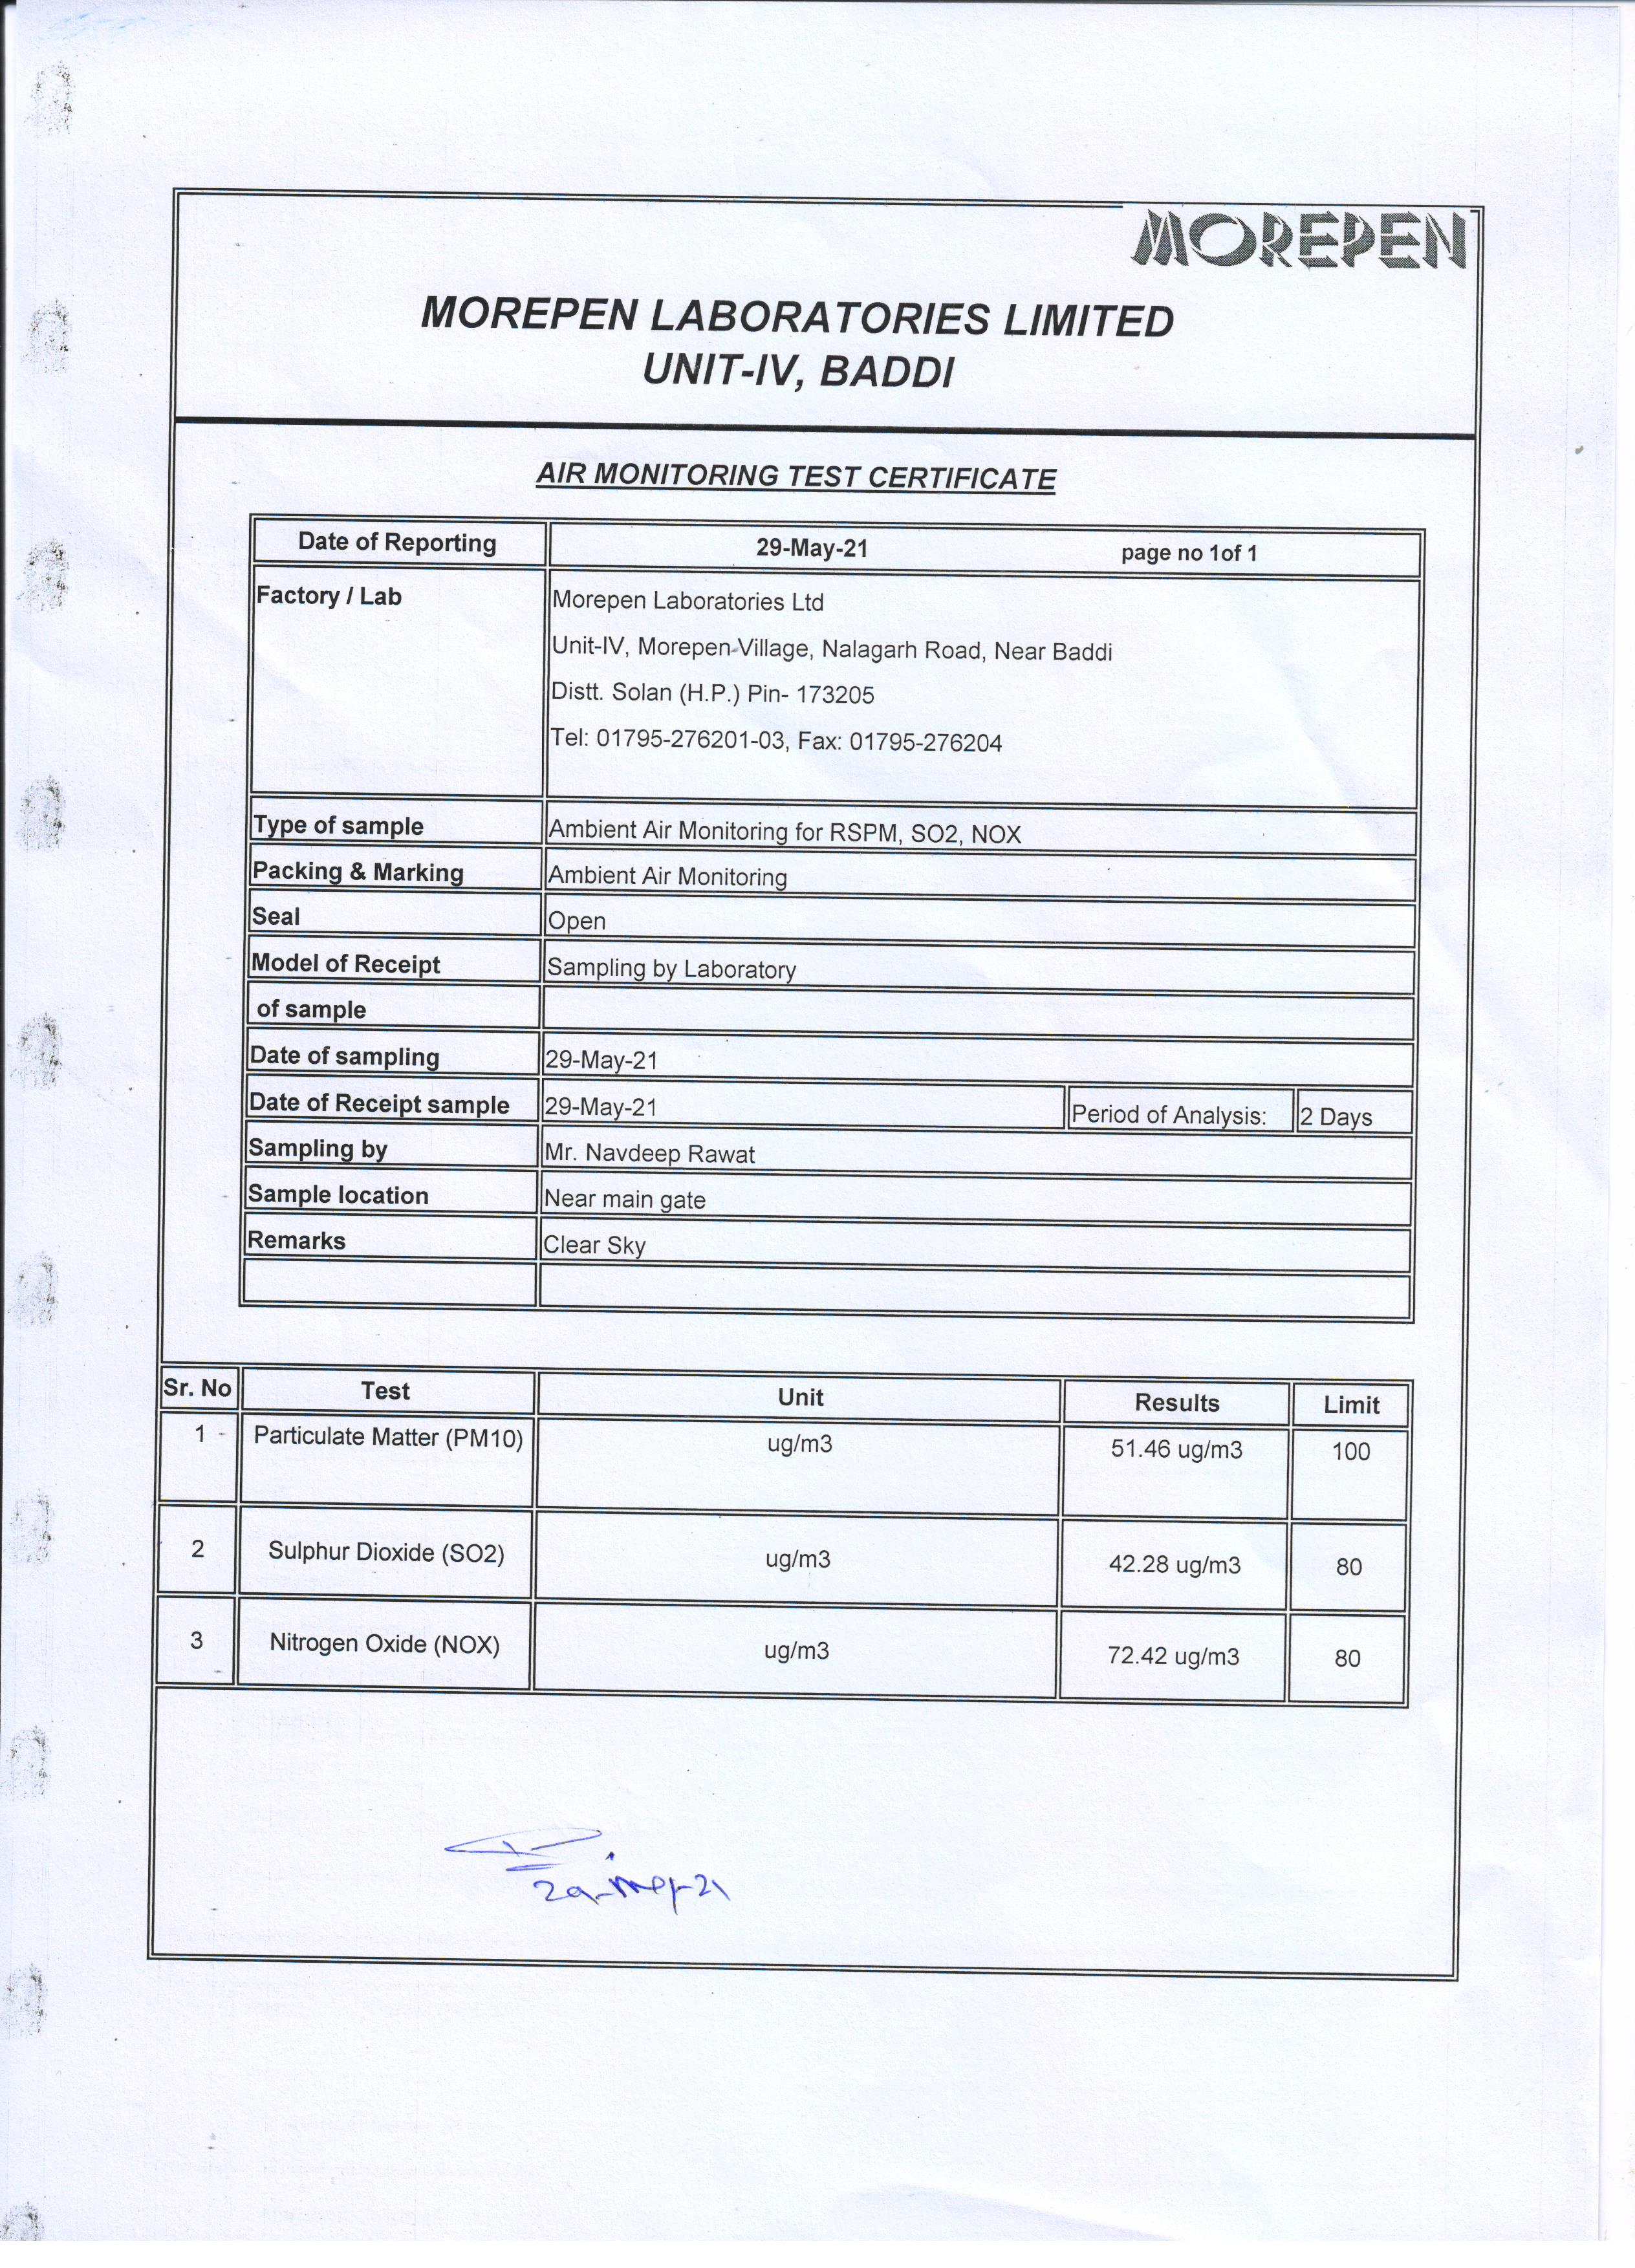 MOREPEN
MOREPEN LABORATORIES LIMITED
UNIT-IV, BADDI
AIR MONITORING TEST CERTIFICATE
Date of Reporting 29-May-21 page no 1of 1
Factory / Lab Morepen Laboratories Ltd
Unit-IV, Morepen-Village, Nalagarh Road, Near Baddi
Distt. Solan (H.P.) Pin- 173205
Tel: 01795-276201-03, Fax: 01795-276204
Type of sample Ambient Air Monitoring for RSPM, SO2, NOX
Packing & Marking Ambient Air Monitoring
Seal Open
Model of Receipt Sampling by Laboratory
of sample
Date of sampling 29-May-21
Date of Receipt sample 29-May-21 Period of Analysis: 2 Days
Sampling by Mr. Navdeep Rawat
Sample location Near main gate
Remarks Clear Sky
Sr. No Test Unit Results Limit
1 Particulate Matter (PM10) ug/m3 51.46 ug/m3 100
2 Sulphur Dioxide (SO2) ug/m3 42.28 ug/m3 80
3 Nitrogen Oxide (NOX) ug/m3 72.42 ug/m3 80
29-May-21